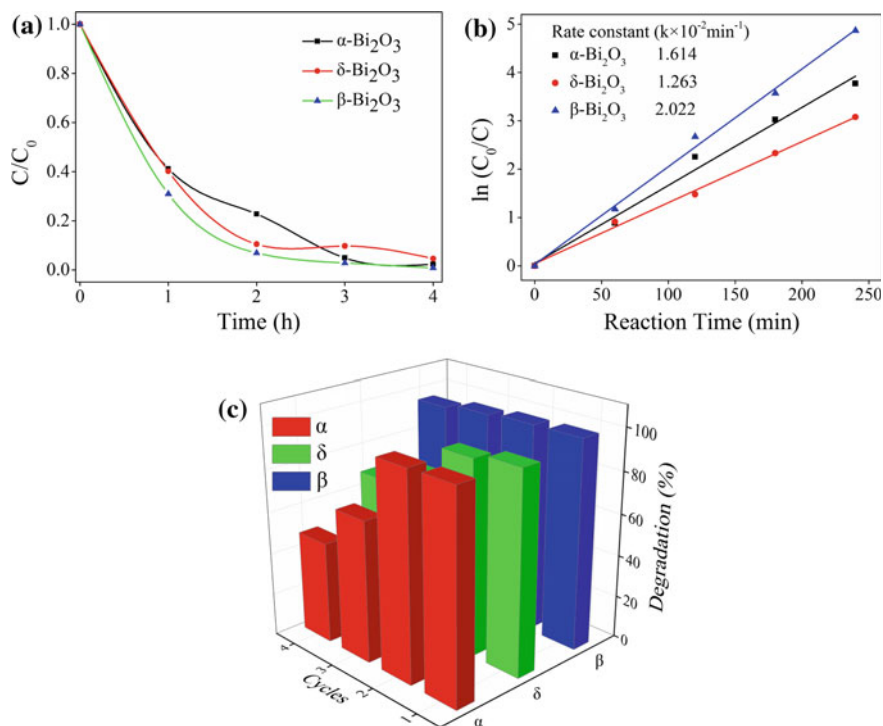 (a)
α-Bi2O3
δ-Bi2O3
β-Bi2O3
C/C0
1.0
0.8
0.6
0.4
0.2
0.0
0 1 2 3 4
Time (h)
(b)
Rate constant (k×10-2min-1)
α-Bi2O3 1.614
δ-Bi2O3 1.263
β-Bi2O3 2.022
ln (C0/C)
5
4
3
2
1
0
0 50 100 150 200 250
Reaction Time (min)
(c)
α
δ
β
100
80
60
40
20
0
Degradation (%)
4 3 2 1
Cycles
α δ β